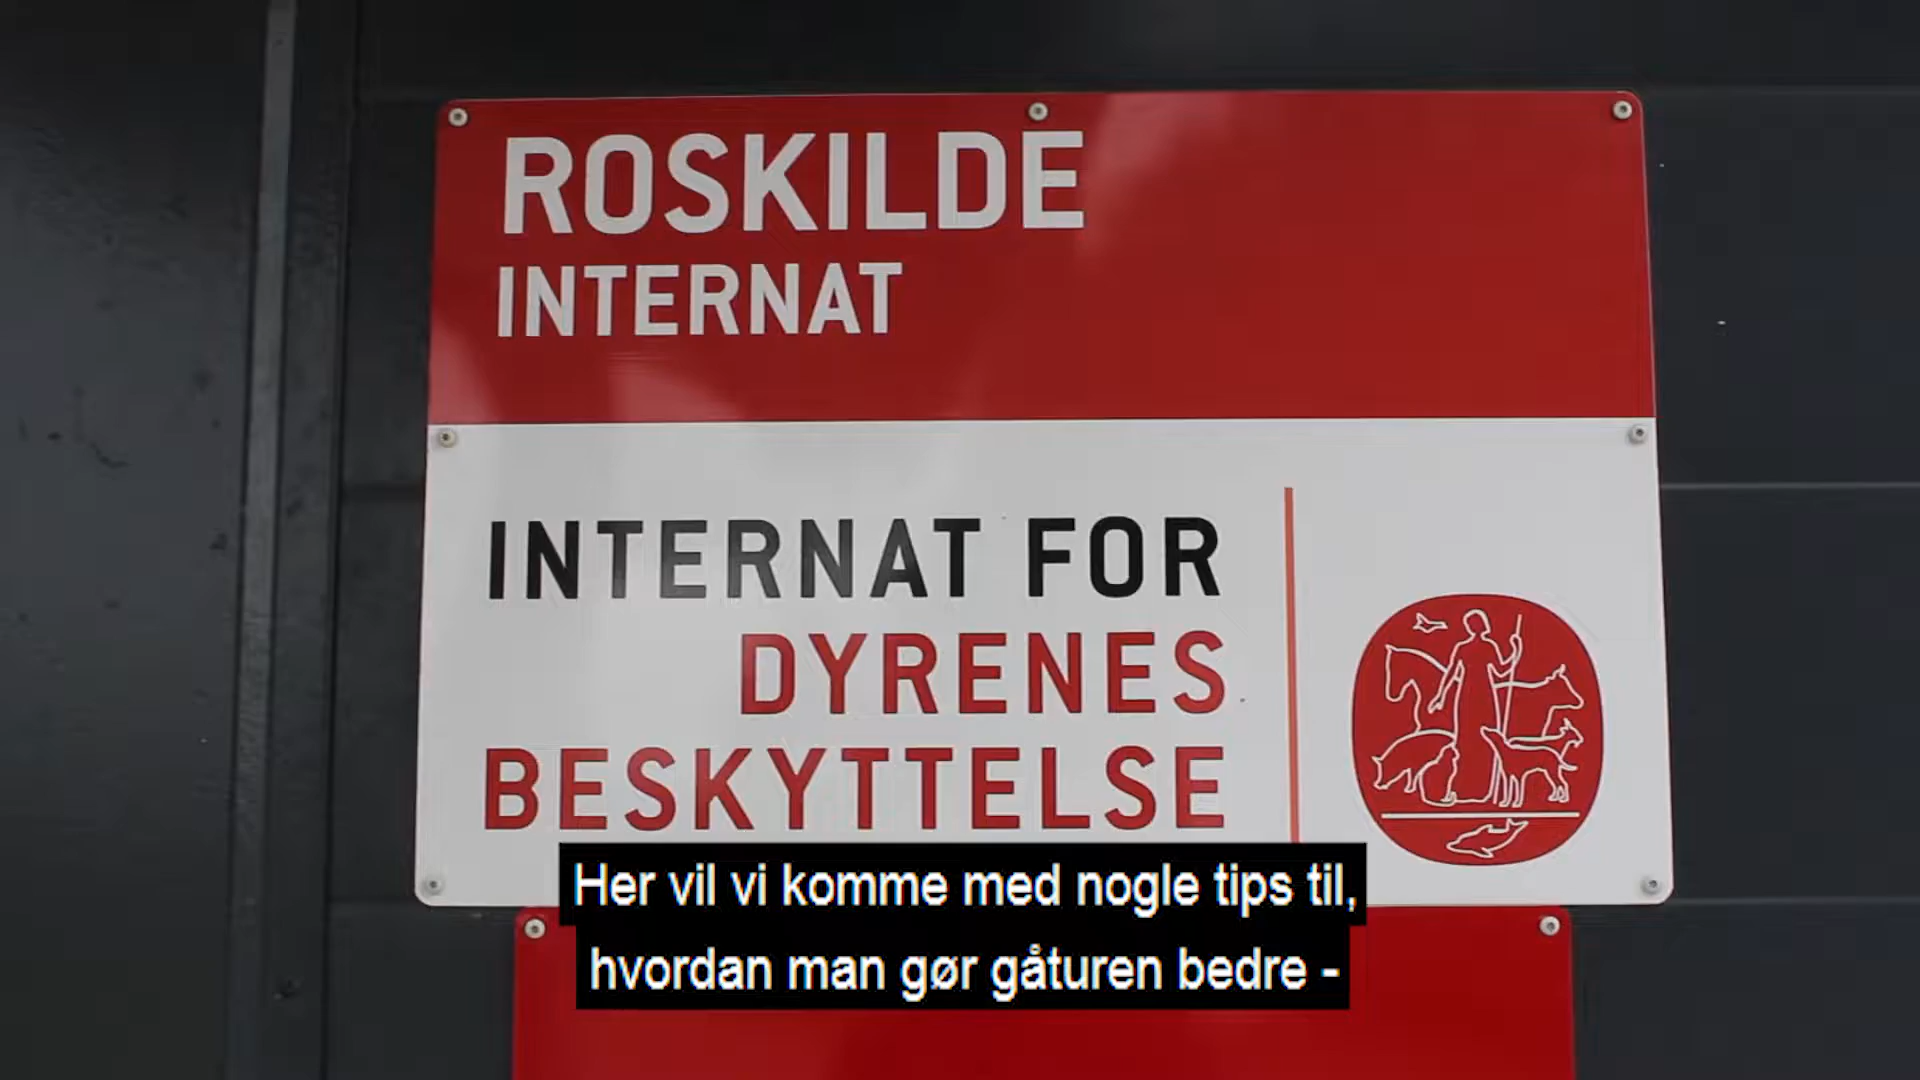 ROSKILDE
INTERNAT
INTERNAT FOR
DYRENES
BESKYTTELSE
Her vil vi komme med nogle tips til,
hvordan man gør gåturen bedre -